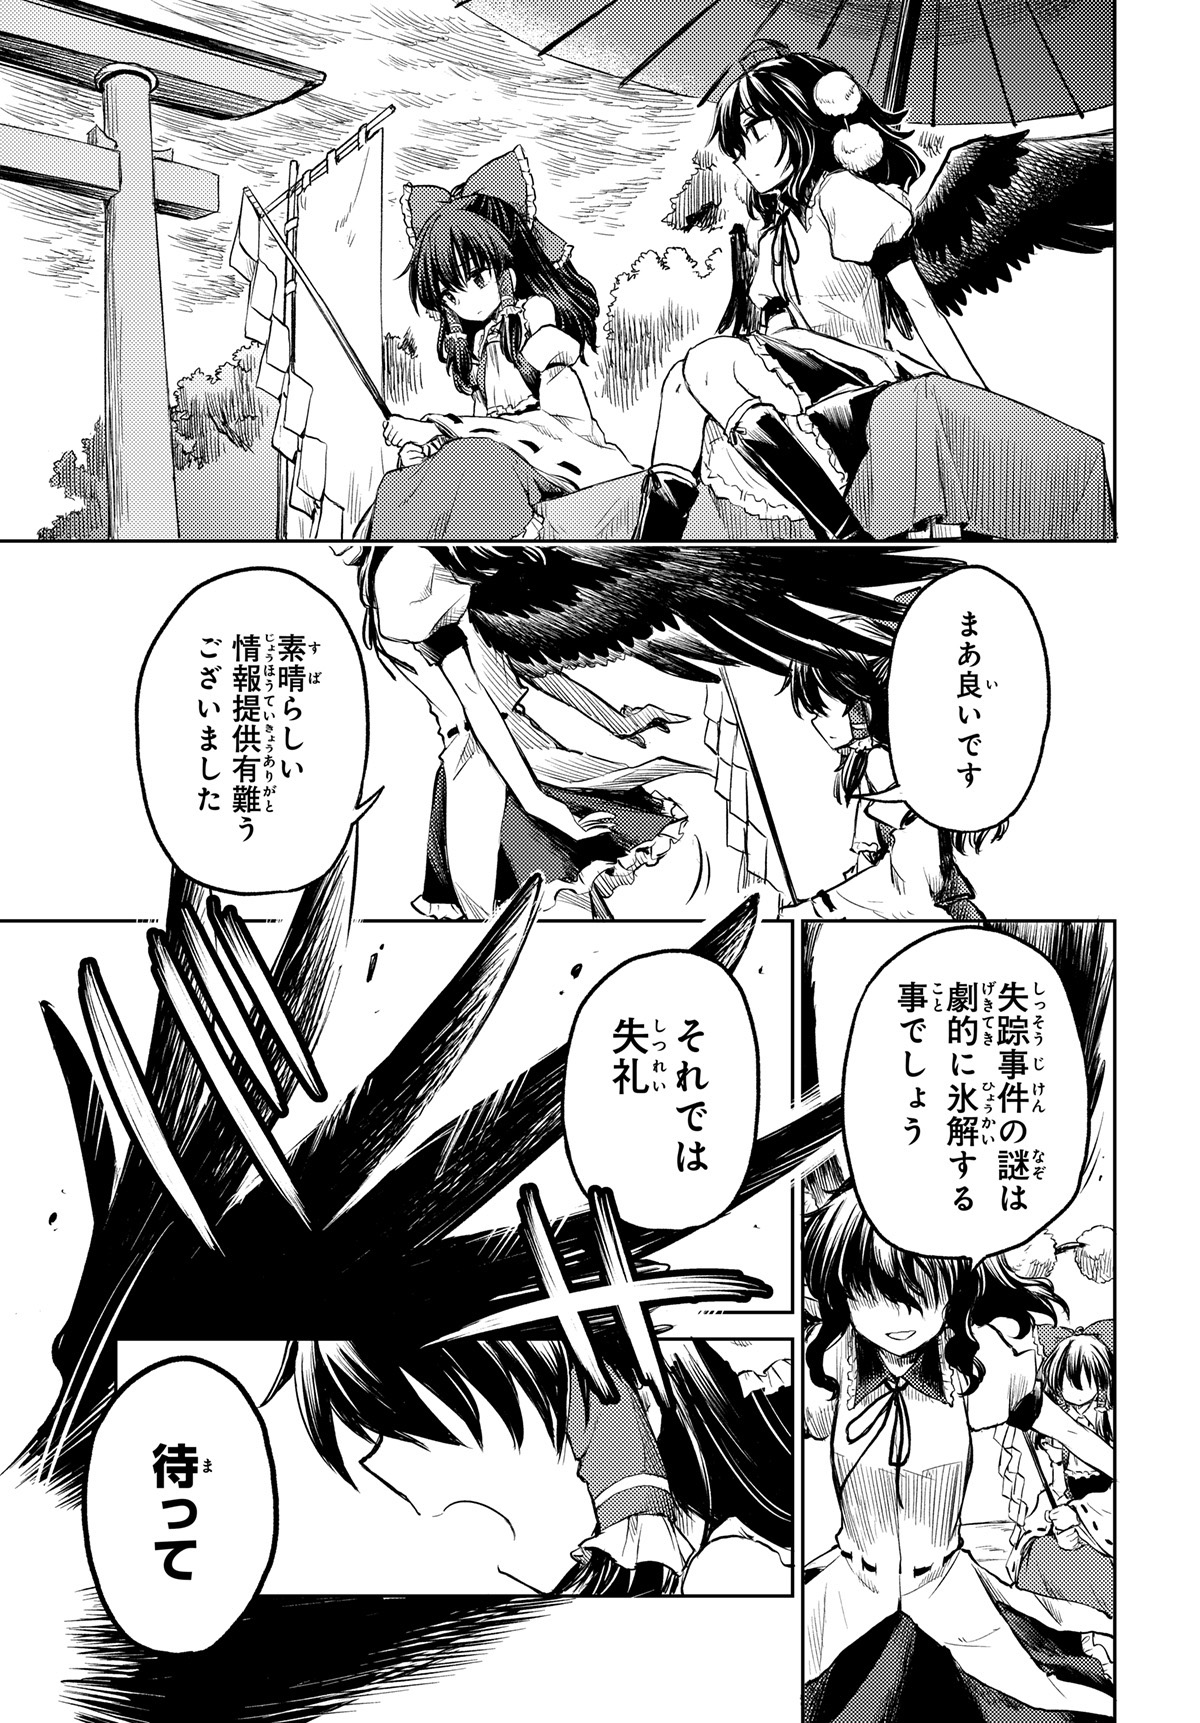 まあ良いです
素晴らしい
情報提供有難う
ございました
失踪事件の謎は
劇的に氷解する
事でしょう
それでは
失礼
待って